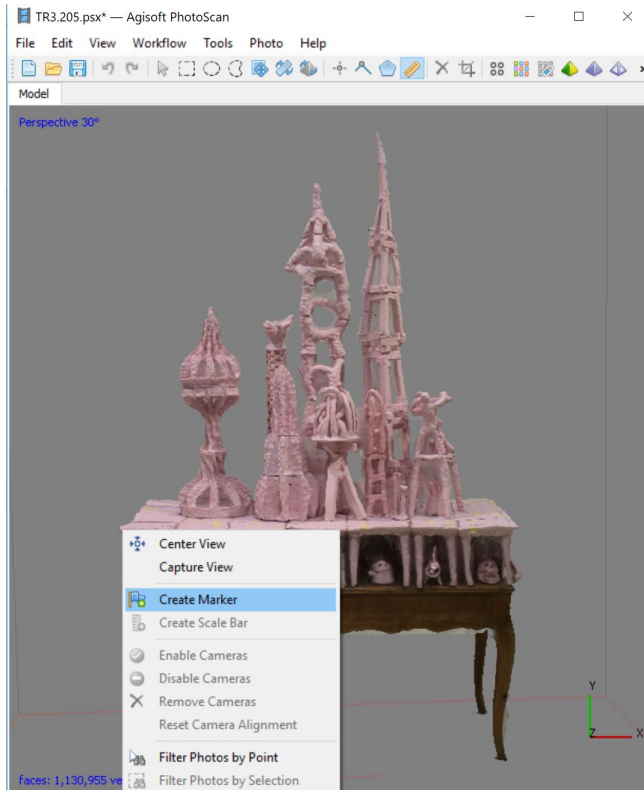 TR3.205.psx* — Agisoft PhotoScan
File Edit View Workflow Tools Photo Help
Model
Perspective 30°
Center View
Capture View
Create Marker
Create Scale Bar
Enable Cameras
Disable Cameras
Remove Cameras
Reset Camera Alignment
Filter Photos by Point
Filter Photos by Selection
Y
Z X
faces: 1,130,955 ve